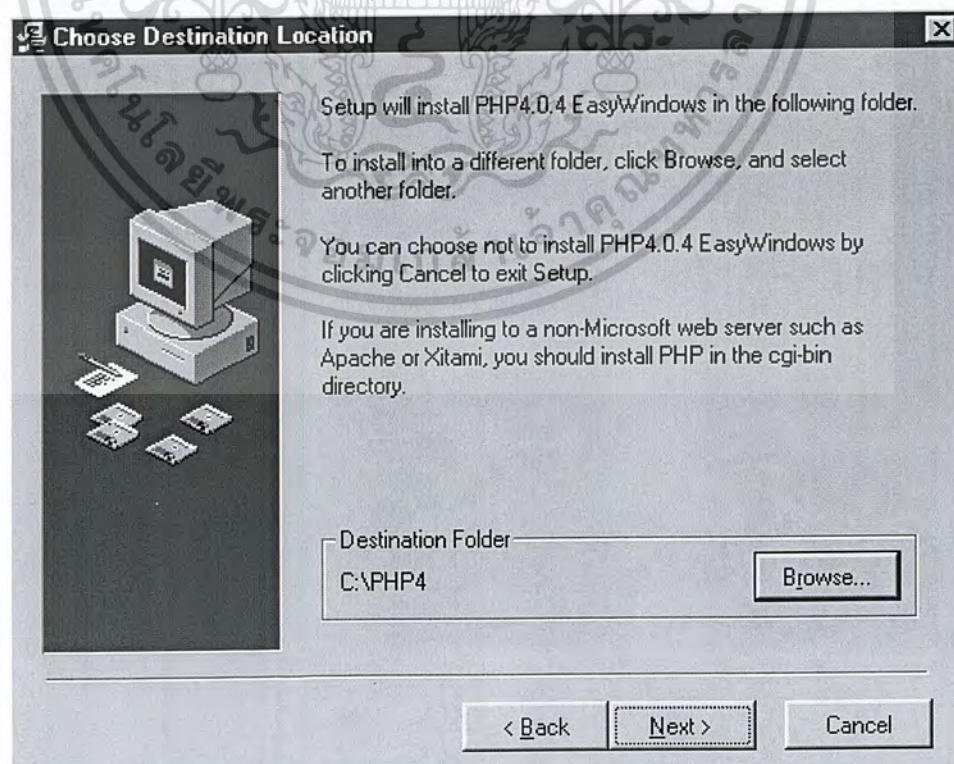 Choose Destination Location
Setup will install PHP4.0.4 EasyWindows in the following folder.
To install into a different folder, click Browse, and select
another folder.
You can choose not to install PHP4.0.4 EasyWindows by
clicking Cancel to exit Setup.
If you are installing to a non-Microsoft web server such as
Apache or Xitami, you should install PHP in the cgi-bin
directory.
Destination Folder
C:\PHP4
Browse...
< Back
Next >
Cancel